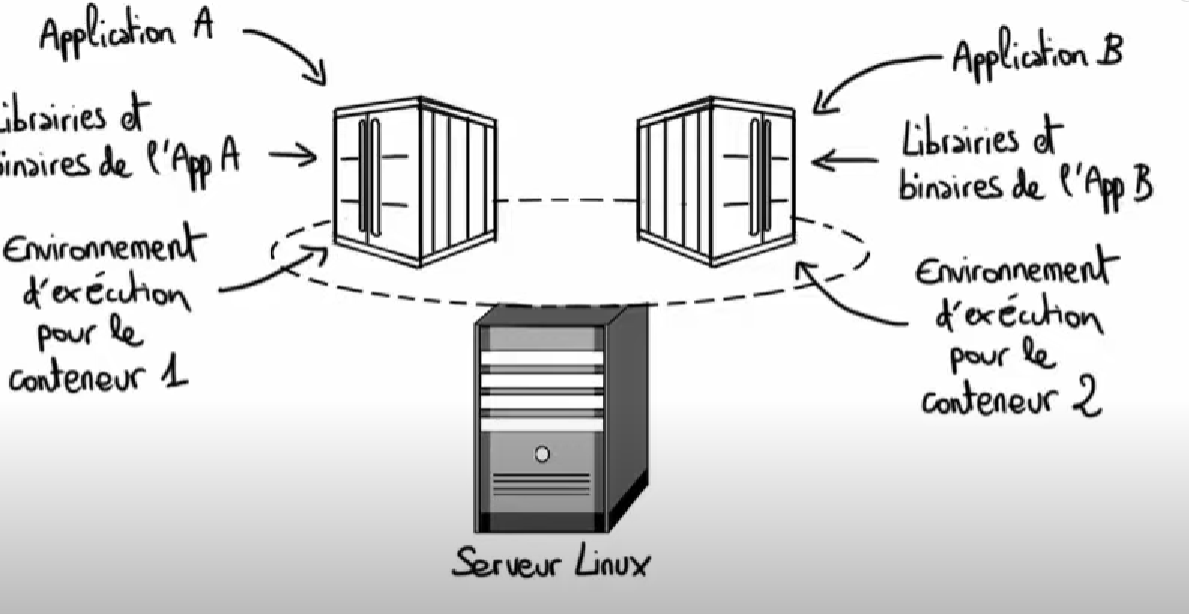 Application A
ibrairies et
inaires de l'App A
Environnement
d'exécution
pour le
conteneur 1
Application B
Librairies et
binaires de l'App B
Environnement
d'exécution
pour le
conteneur 2
Serveur Linux